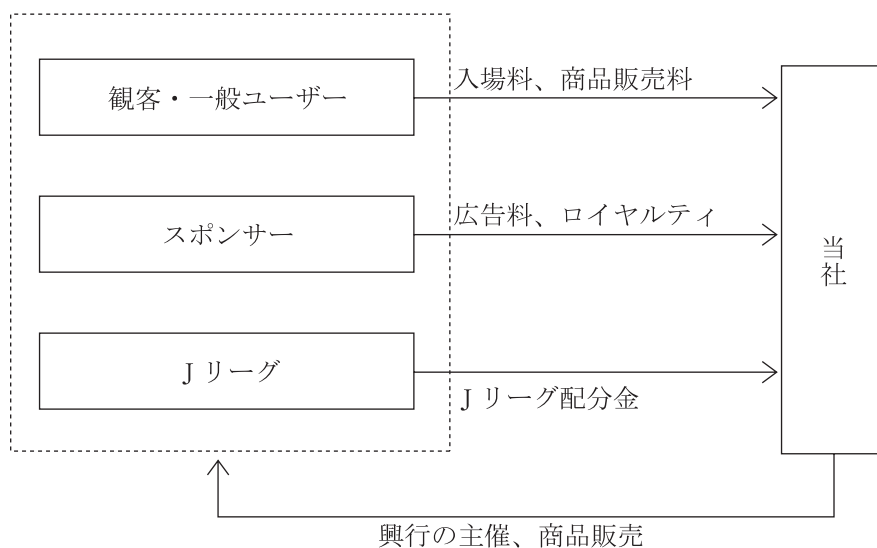 観客・一般ユーザー
入場料、商品販売料
スポンサー
広告料、ロイヤルティ
当社
Jリーグ
Jリーグ配分金
興行の主催、商品販売